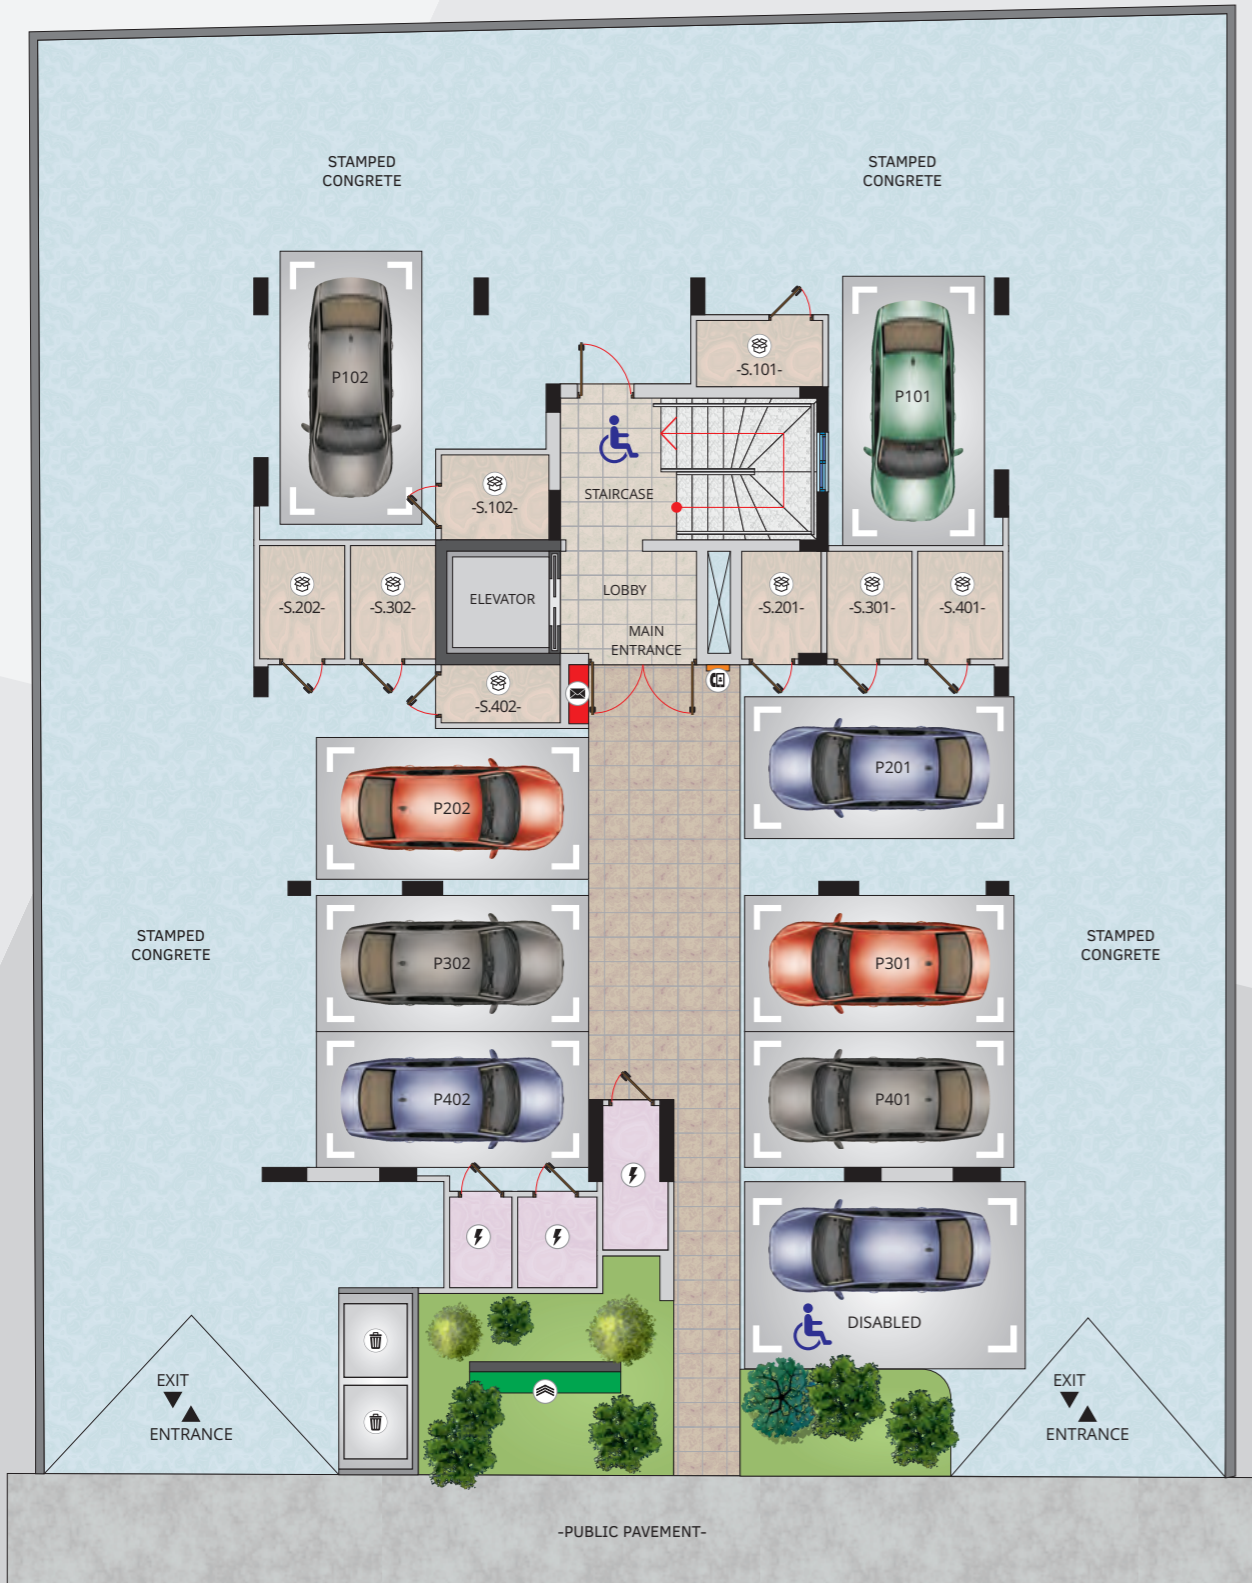 STAMPED
CONGRETE
STAMPED
CONGRETE
P102
-S.101-
P101
STAIRCASE
-S.102-
-S.202-
-S.302-
ELEVATOR
LOBBY
-S.201-
-S.301-
-S.401-
MAIN
ENTRANCE
-S.402-
P202
P201
STAMPED
CONGRETE
P302
P301
STAMPED
CONGRETE
P402
P401
DISABLED
EXIT
ENTRANCE
EXIT
ENTRANCE
-PUBLIC PAVEMENT-